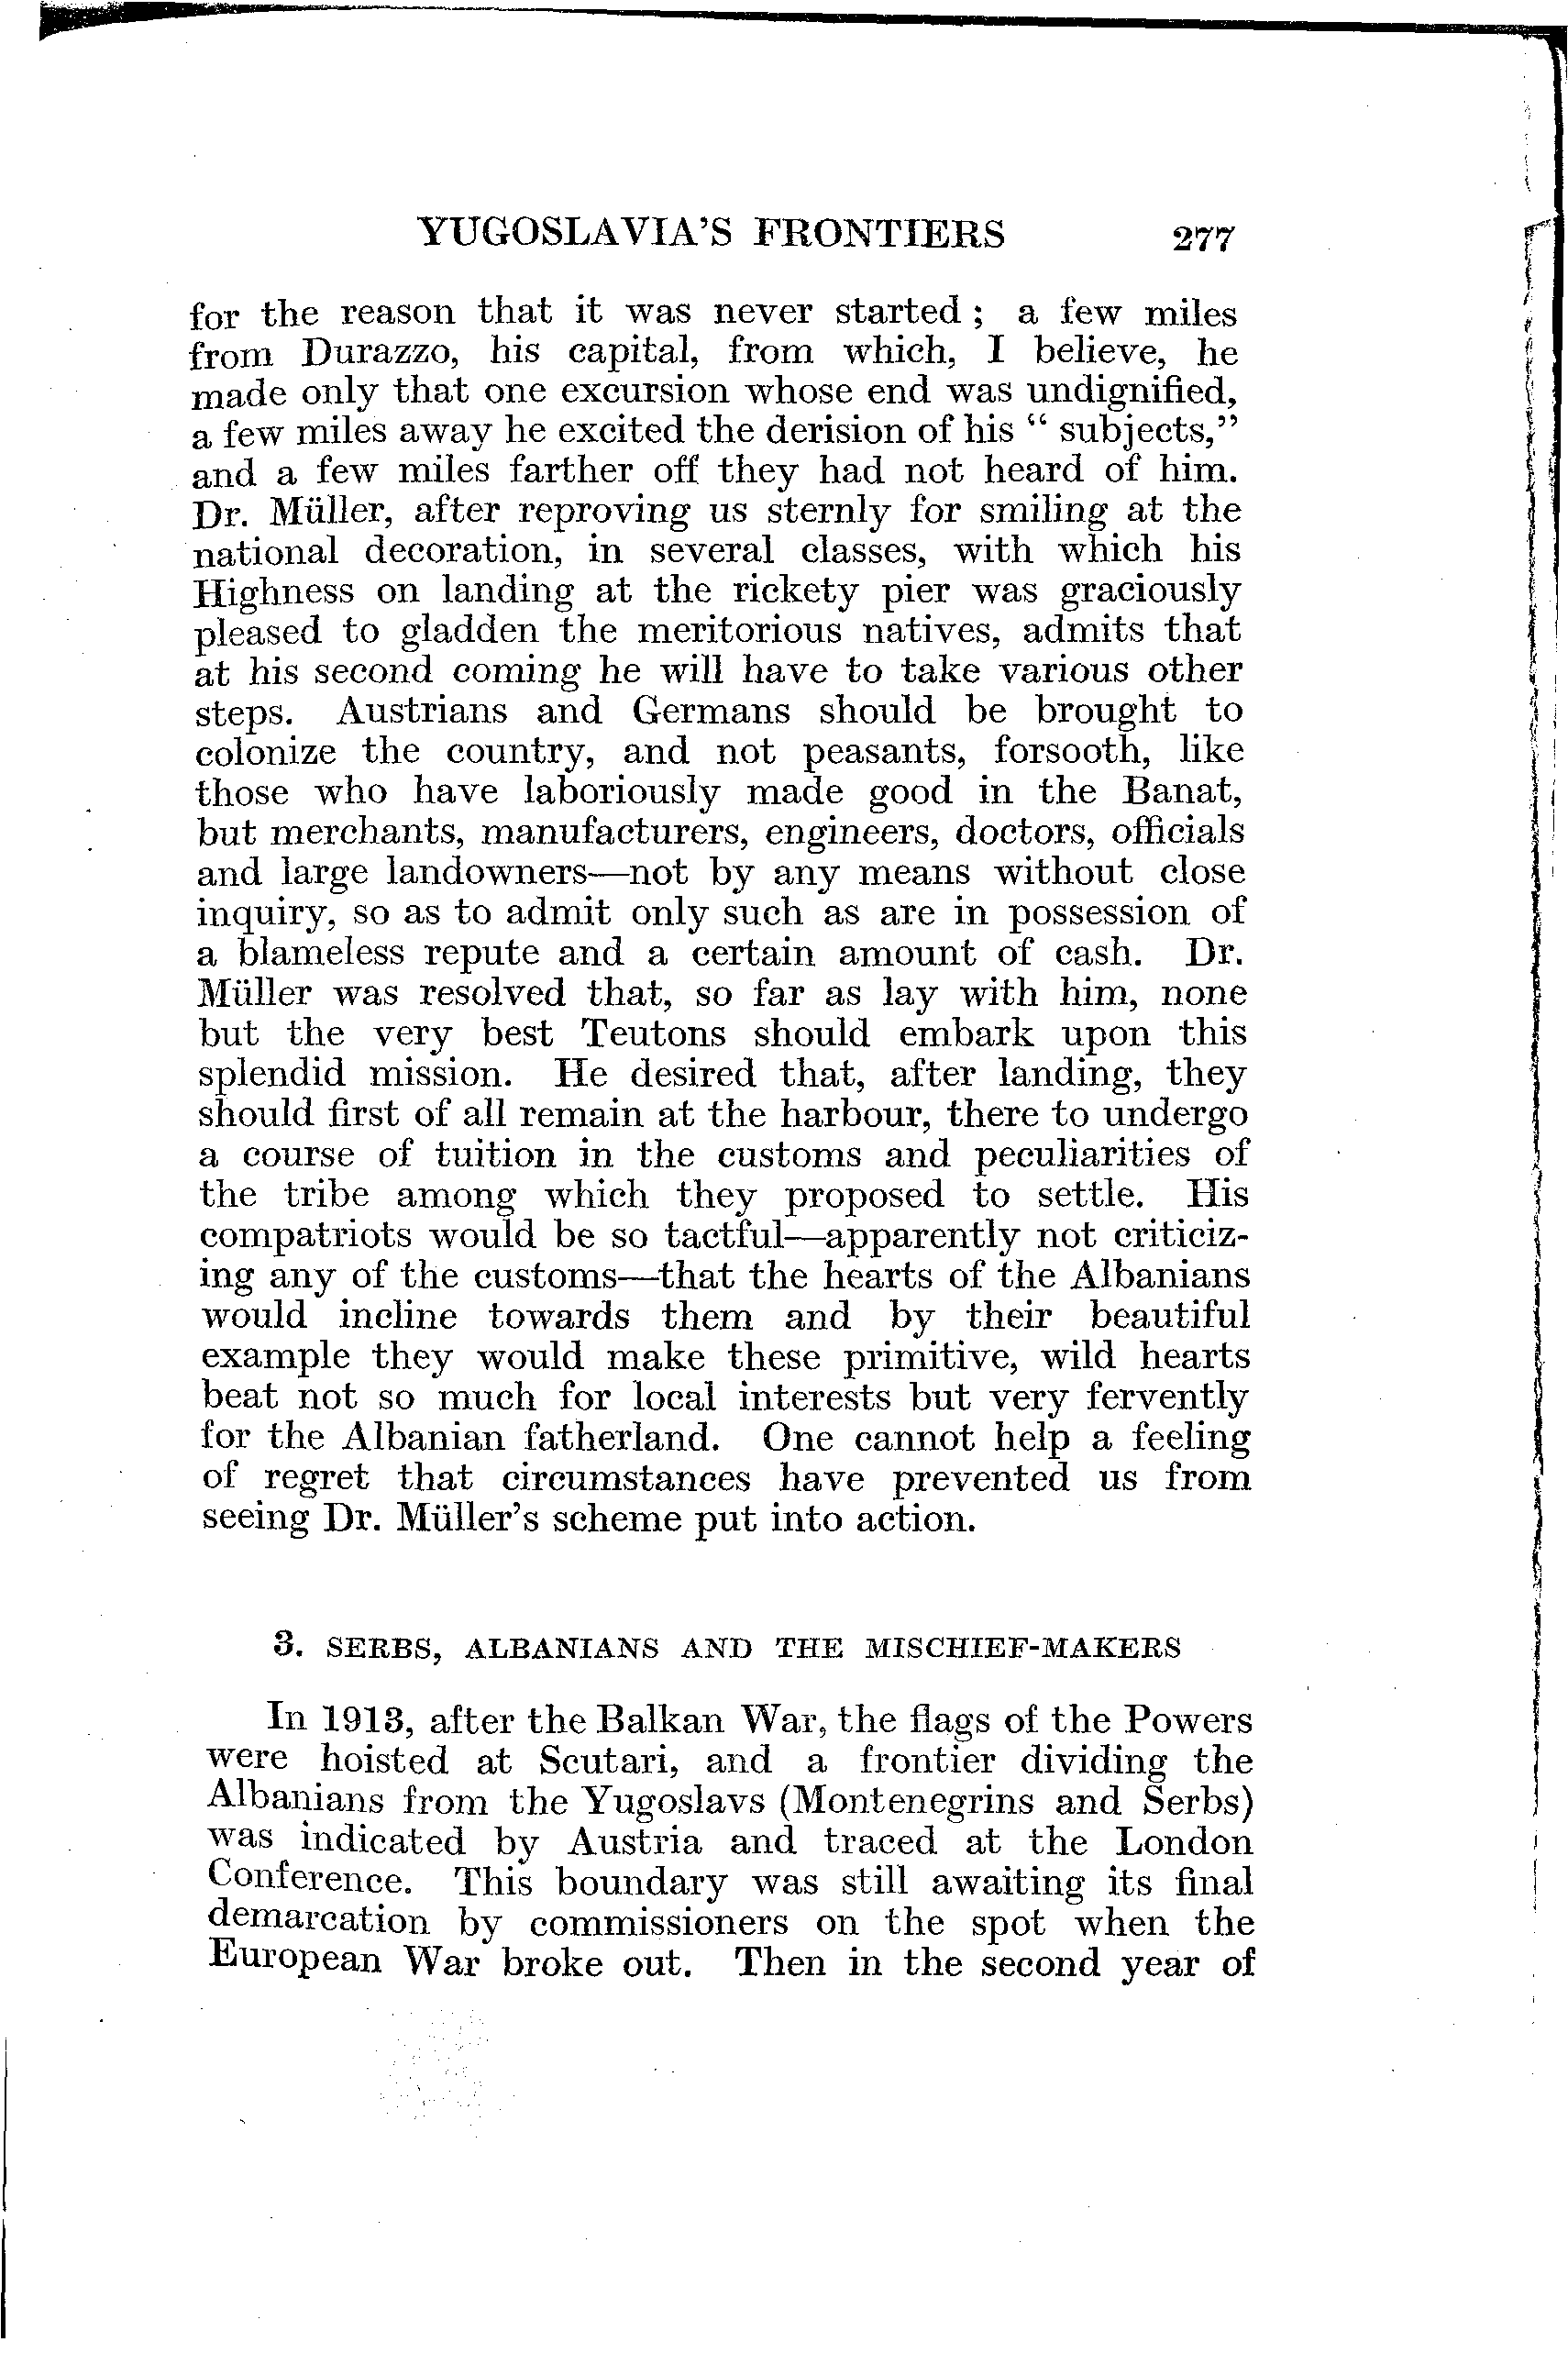 YUGOSLAVIA'S FRONTIERS 277
for the reason that it was never started ; a few miles
from Durazzo, his capital, from which, I believe, he
made only that one excursion whose end was undignified,
a few miles away he excited the derision of his “ subjects,”
and a few miles farther off they had not heard of him.
Dr. Müller, after reproving us sternly for smiling at the
national decoration, in several classes, with which his
Highness on landing at the rickety pier was graciously
pleased to gladden the meritorious natives, admits that
at his second coming he will have to take various other
steps. Austrians and Germans should be brought to
colonize the country, and not peasants, forsooth, like
those who have laboriously made good in the Banat,
but merchants, manufacturers, engineers, doctors, officials
and large landowners—not by any means without close
inquiry, so as to admit only such as are in possession of
a blameless repute and a certain amount of cash. Dr.
Müller was resolved that, so far as lay with him, none
but the very best Teutons should embark upon this
splendid mission. He desired that, after landing, they
should first of all remain at the harbour, there to undergo
a course of tuition in the customs and peculiarities of
the tribe among which they proposed to settle. His
compatriots would be so tactful—apparently not criticiz-
ing any of the customs—that the hearts of the Albanians
would incline towards them and by their beautiful
example they would make these primitive, wild hearts
beat not so much for local interests but very fervently
for the Albanian fatherland. One cannot help a feeling
of regret that circumstances have prevented us from
seeing Dr. Müller's scheme put into action.
3. SERBS, ALBANIANS AND THE MISCHIEF-MAKERS
In 1913, after the Balkan War, the flags of the Powers
were hoisted at Scutari, and a frontier dividing the
Albanians from the Yugoslavs (Montenegrins and Serbs)
was indicated by Austria and traced at the London
Conference. This boundary was still awaiting its final
demarcation by commissioners on the spot when the
European War broke out. Then in the second year of